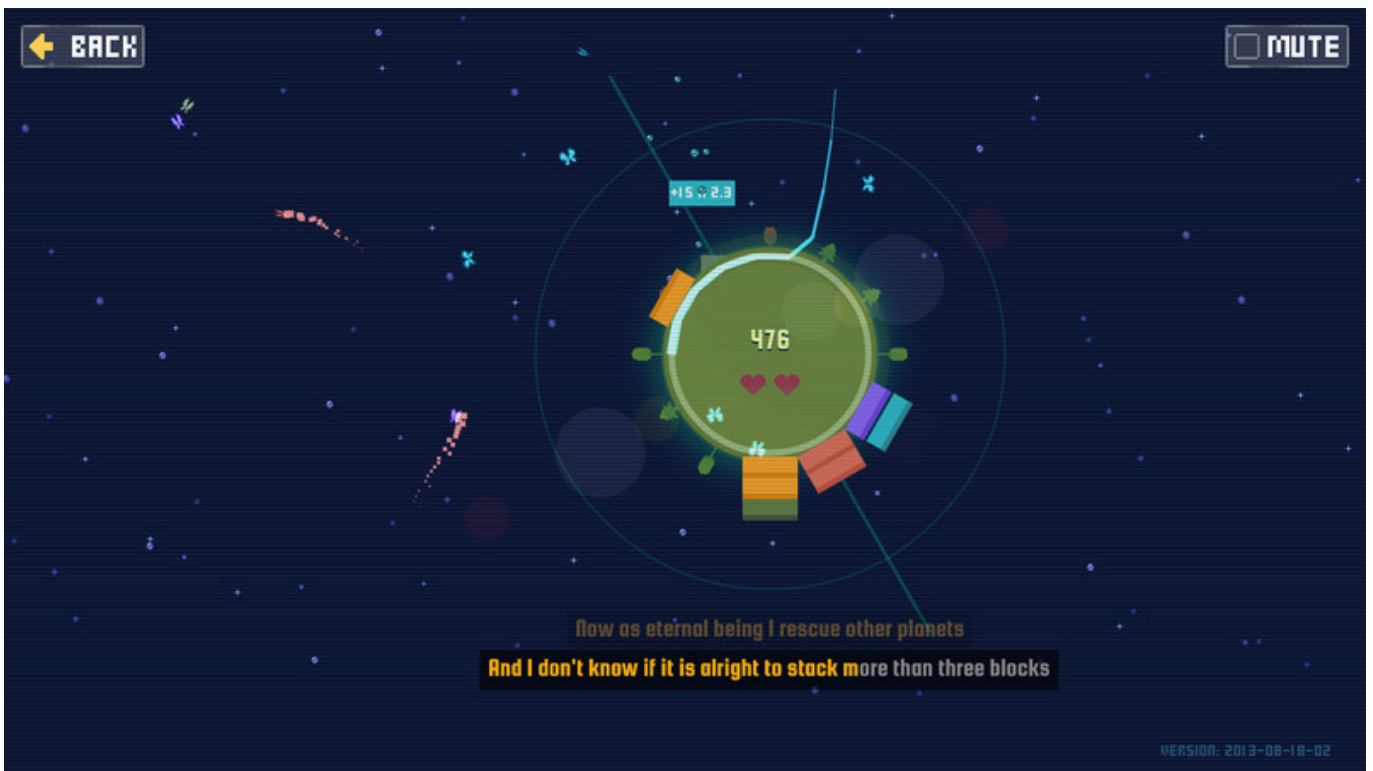 BACK
MUTE
+15 2.3
476
Now as eternal being I rescue other planets
And I don't know if it is alright to stack more than three blocks
VERSION: 2013-08-18-02